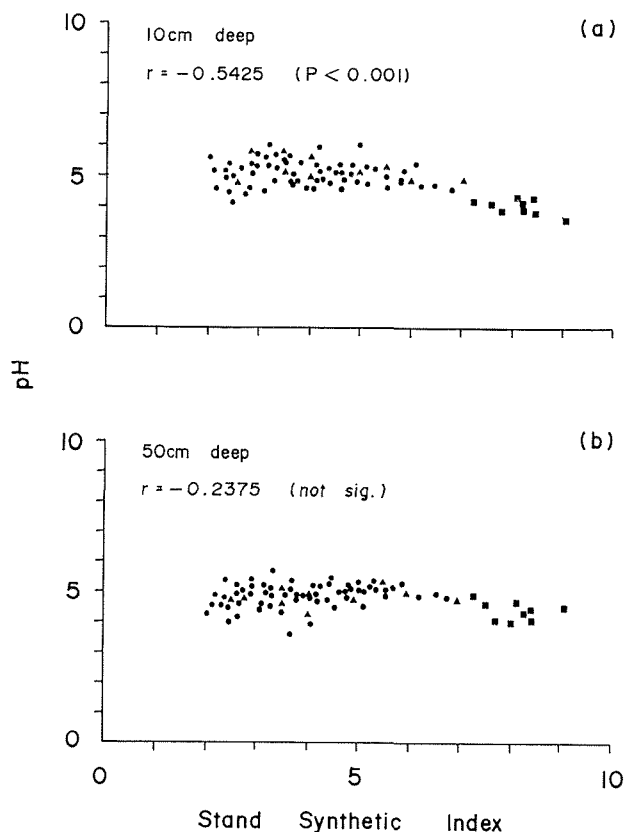 10
(a)
10cm deep
r = -0.5425 (P < 0.001)
5
0
pH
10
(b)
50cm deep
r = -0.2375 (not sig.)
5
0
0 5 10
Stand Synthetic Index